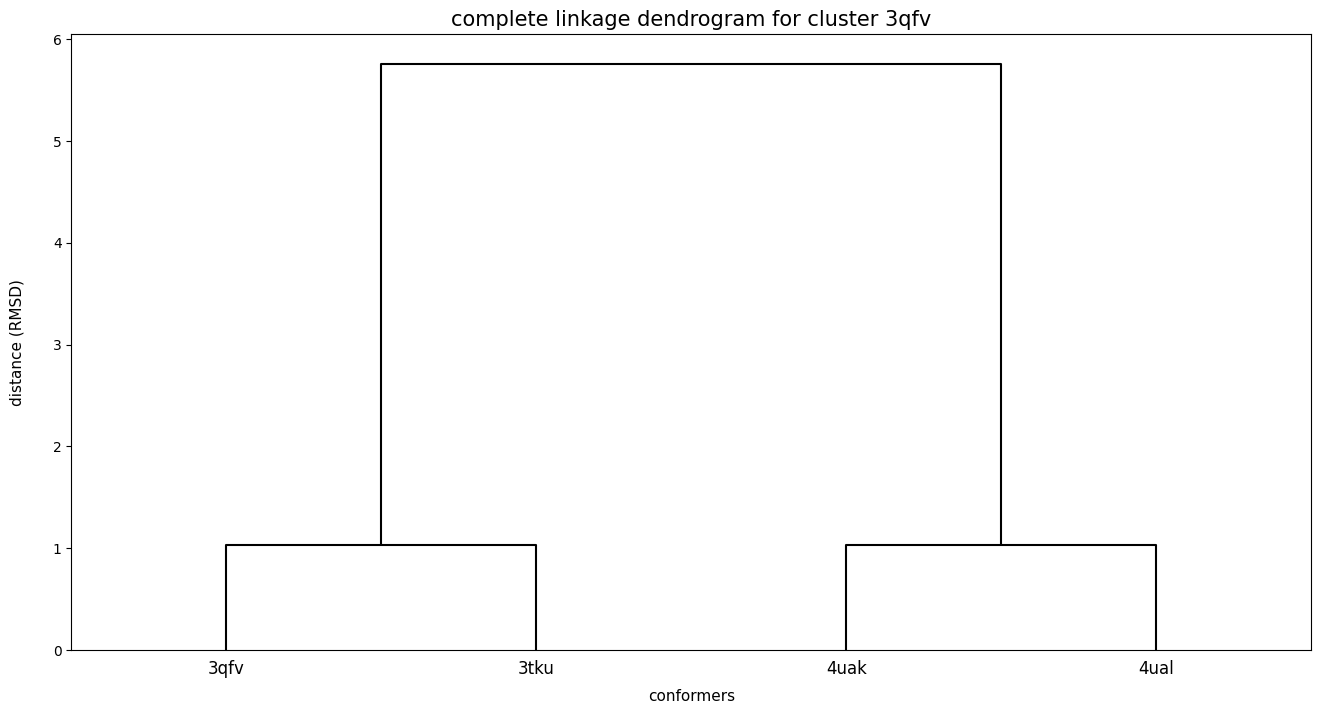 complete linkage dendrogram for cluster 3qfv
6
5
4
3
2
1
0
distance (RMSD)
3qfv 3tku 4uak 4ual
conformers